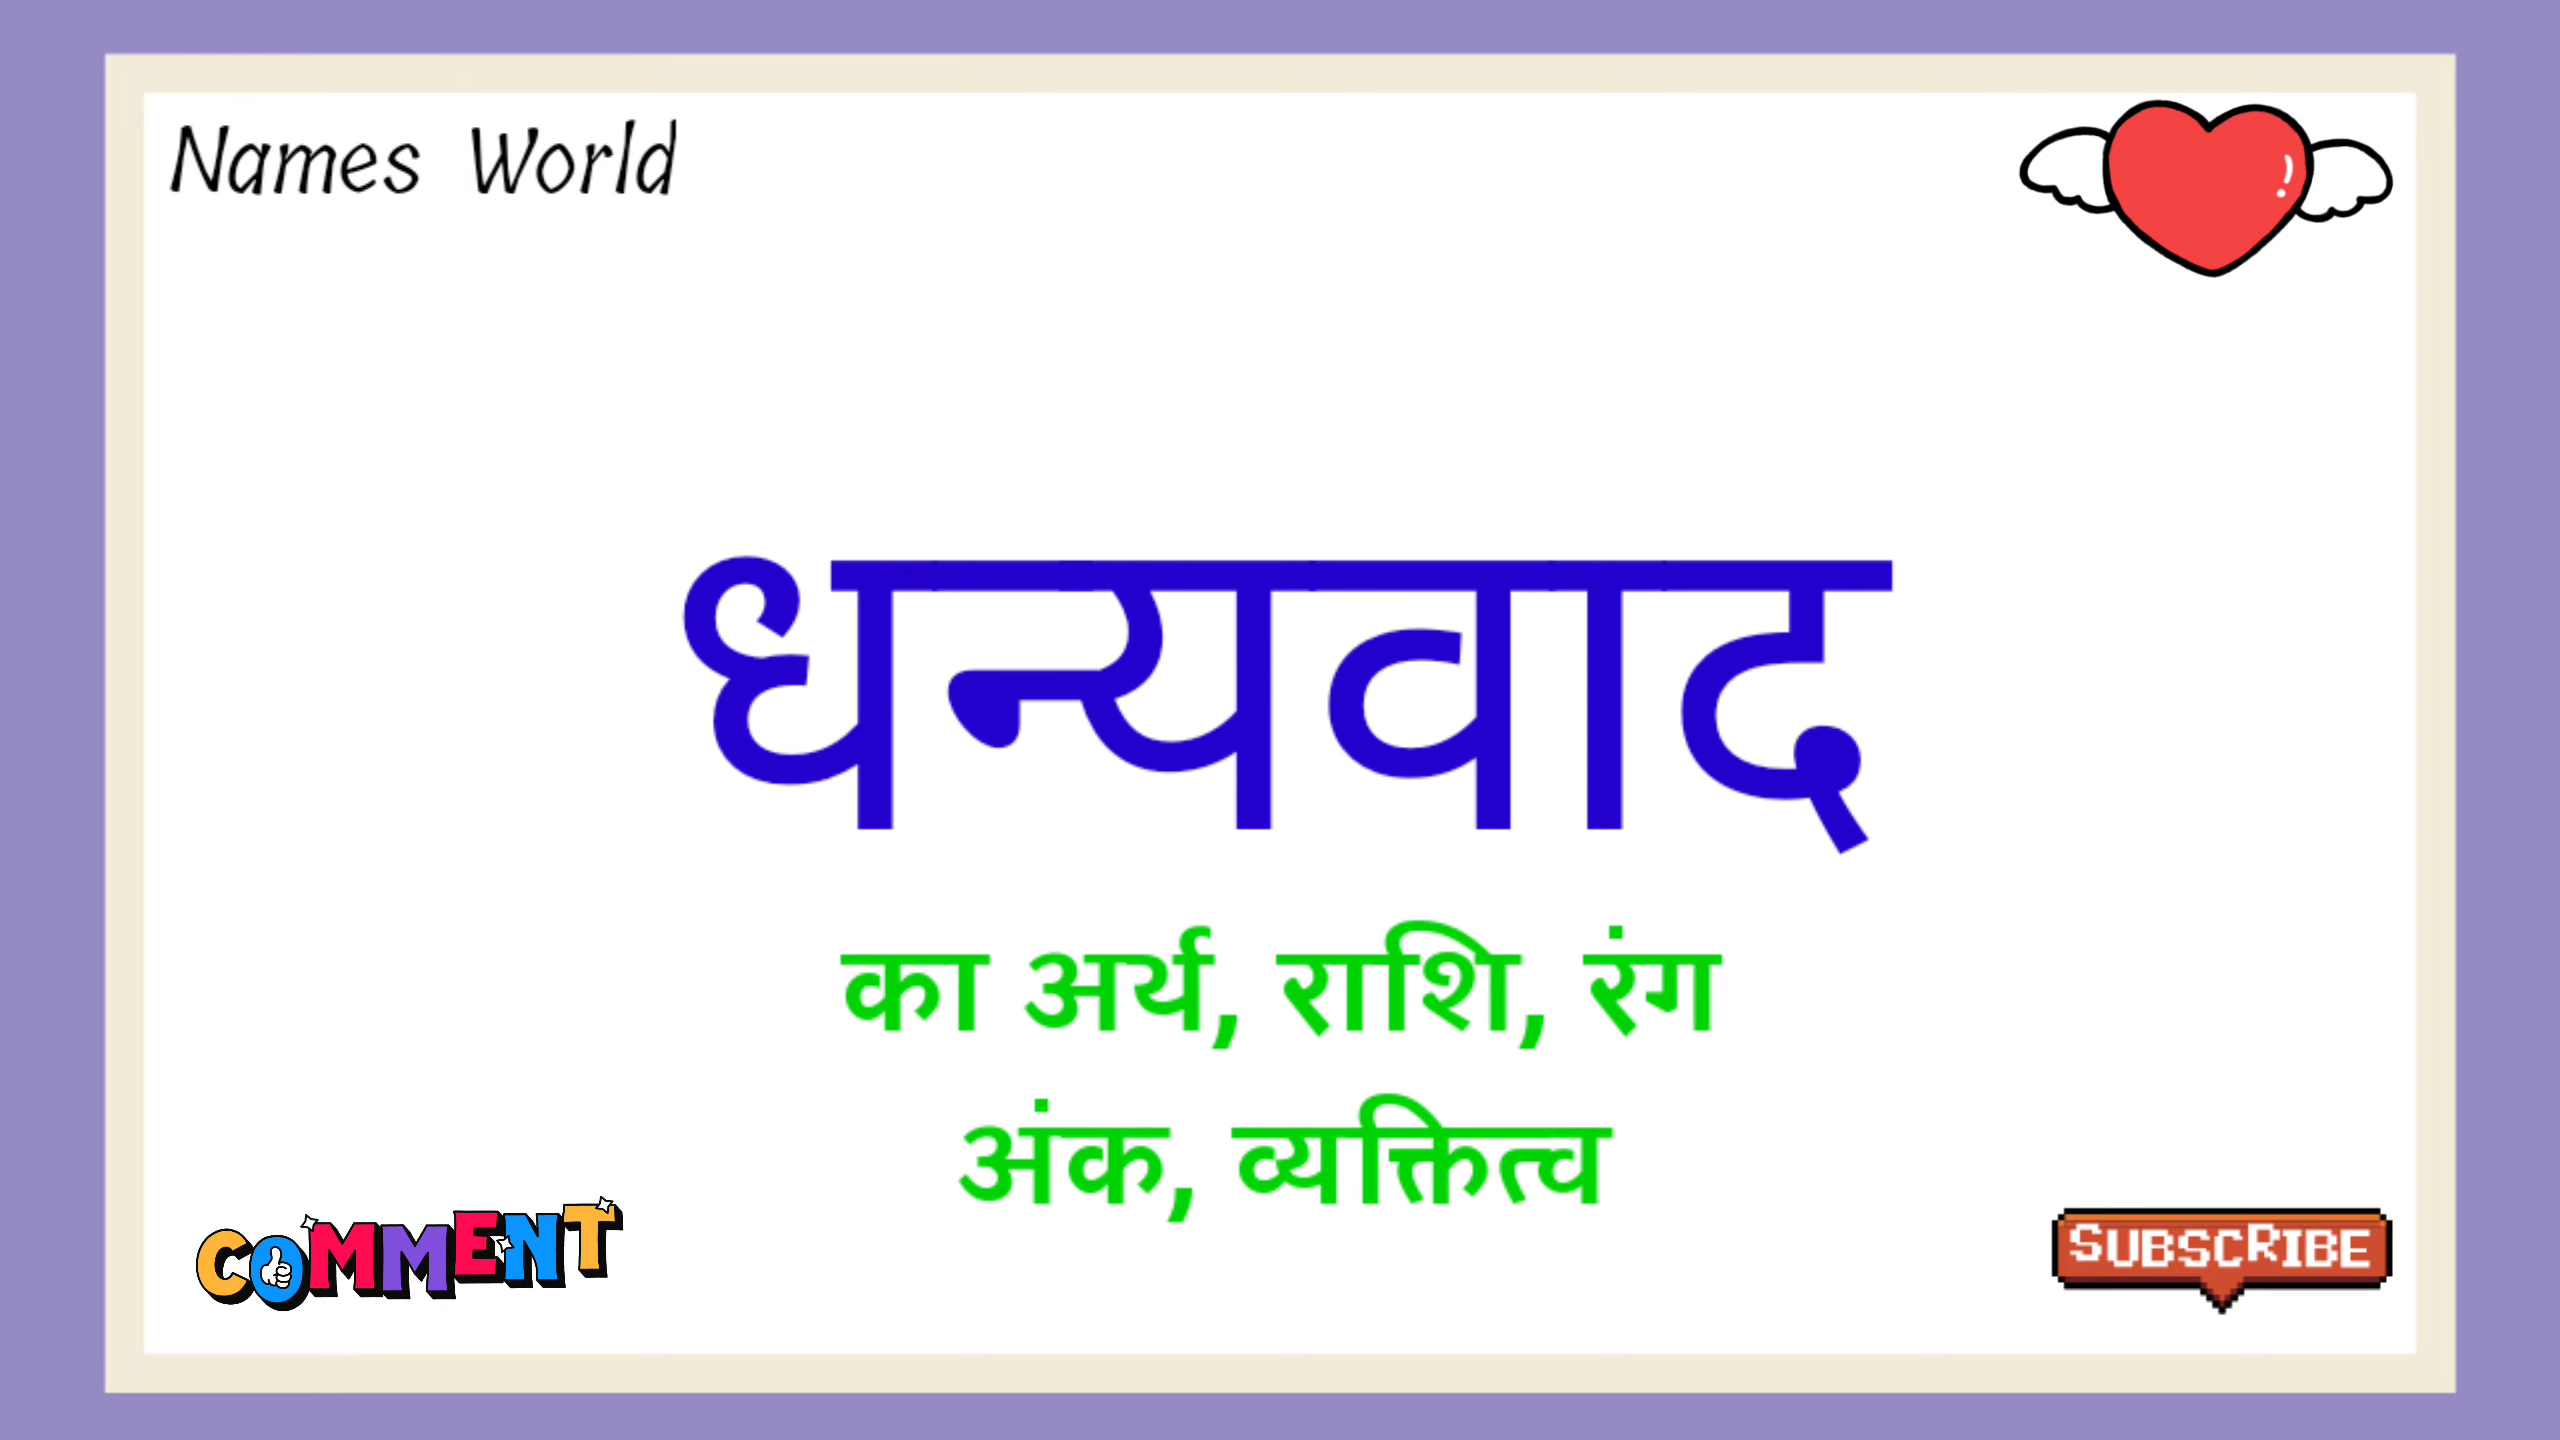 Names World
धन्यवाद
का अर्थ, राशि, रंग
अंक, व्यक्तित्व
COMMENT
SUBSCRIBE